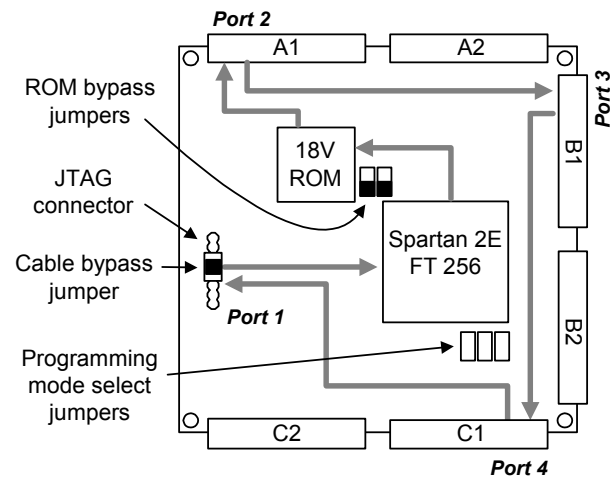 Port 2
A1
A2
Port 3
ROM bypass
jumpers
18V
ROM
B1
JTAG
connector
Spartan 2E
FT 256
Cable bypass
jumper
Port 1
B2
Programming
mode select
jumpers
C2
C1
Port 4